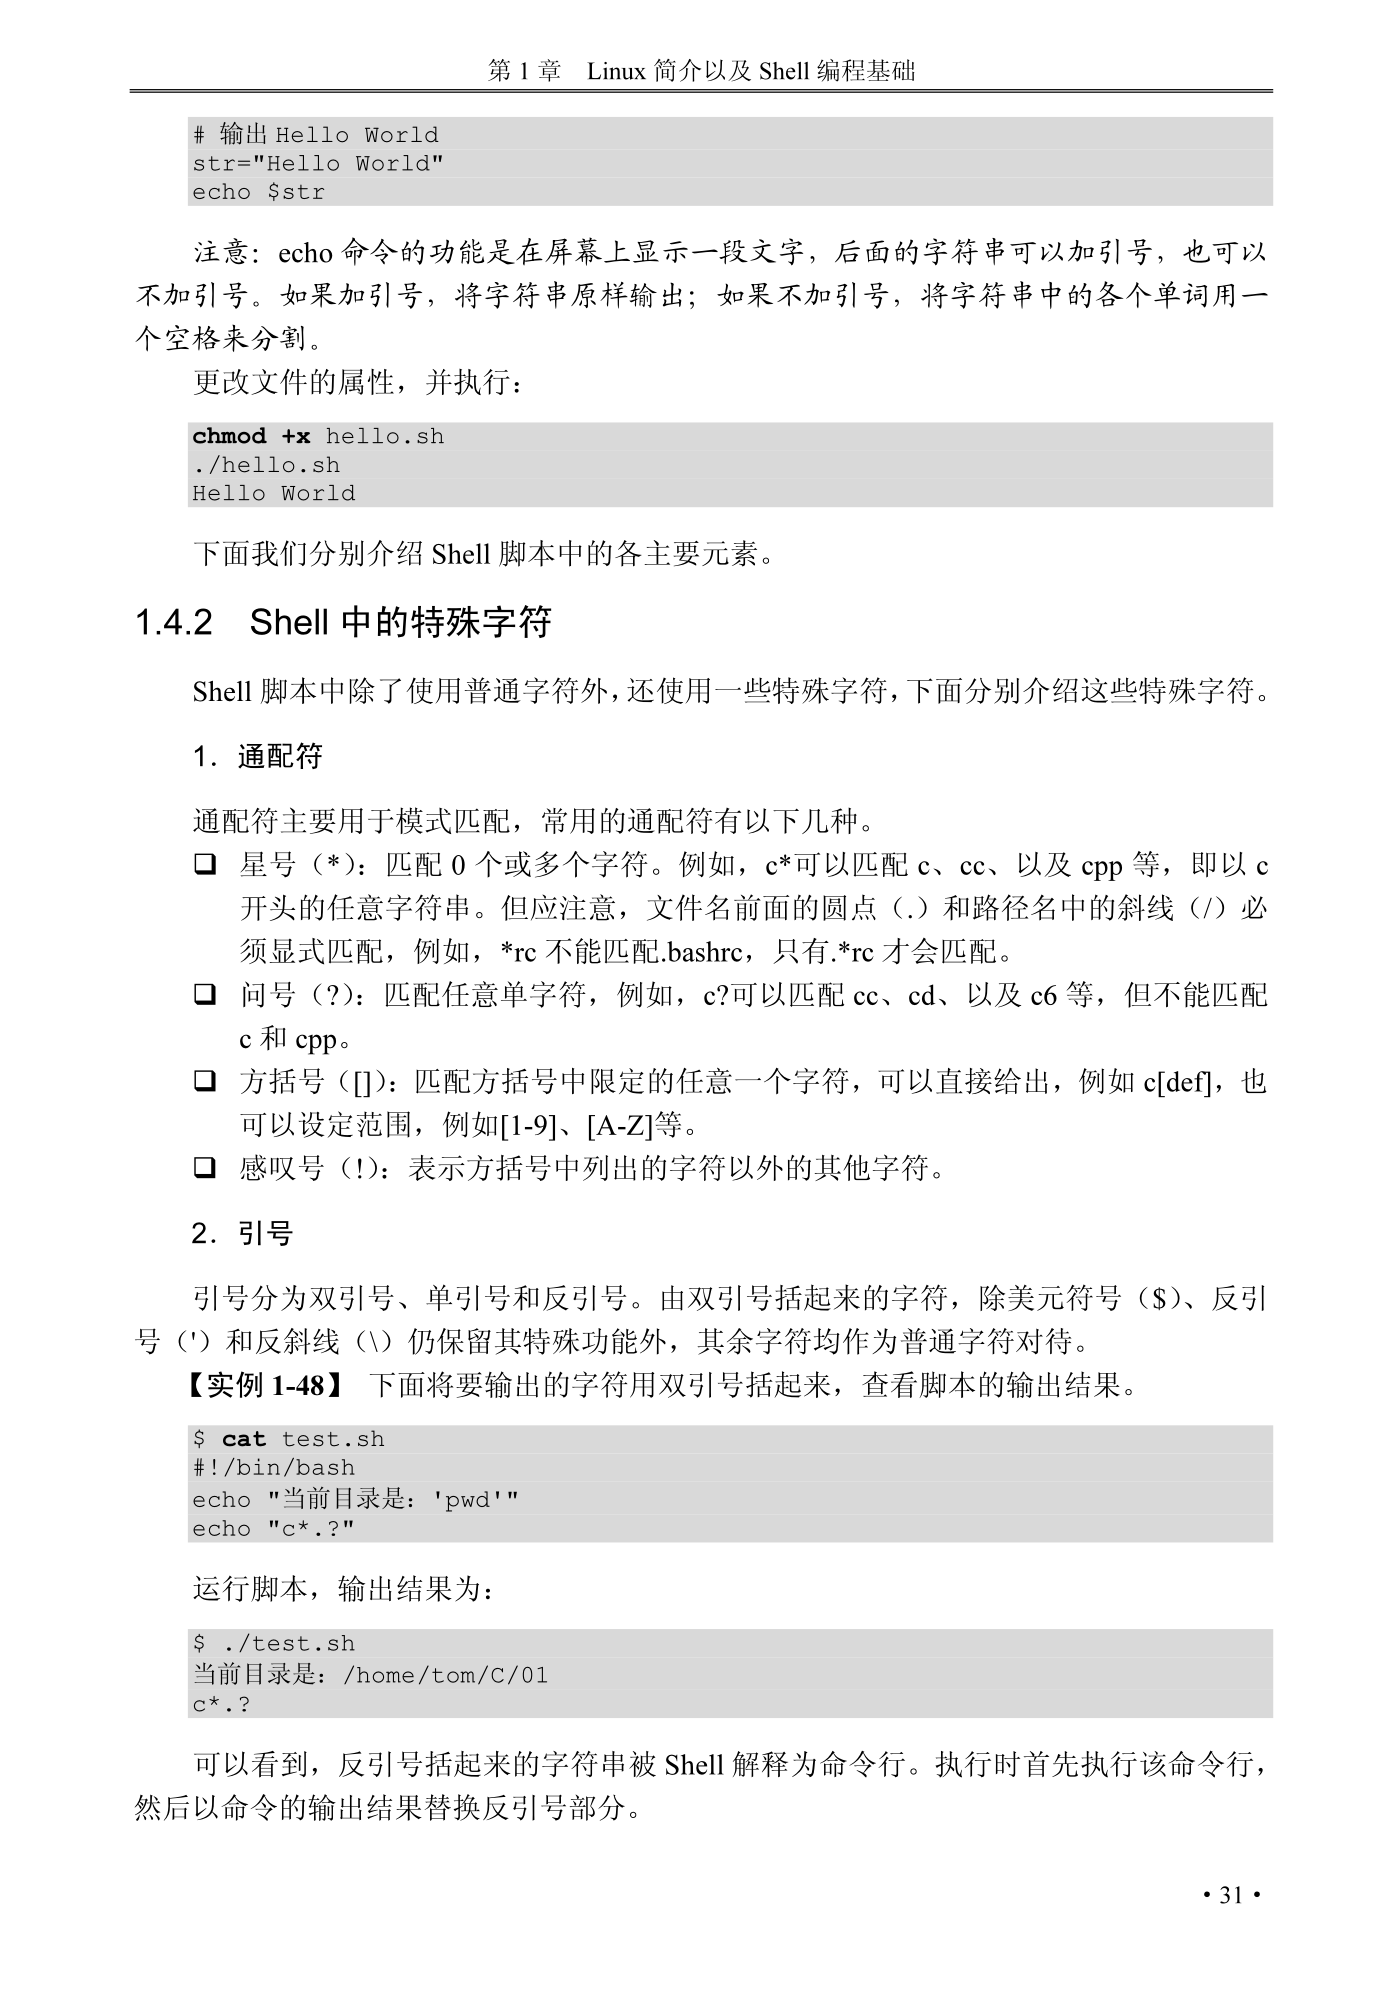 第 1 章 Linux 简介以及 Shell 编程基础
# 输出 Hello World
str="Hello World"
echo $str
注意：echo 命令的功能是在屏幕上显示一段文字，后面的字符串可以加引号，也可以
不加引号。如果加引号，将字符串原样输出；如果不加引号，将字符串中的各个单词用一
个空格来分割。
更改文件的属性，并执行：
chmod +x hello.sh
./hello.sh
Hello World
下面我们分别介绍 Shell 脚本中的各主要元素。
1.4.2 Shell 中的特殊字符
Shell 脚本中除了使用普通字符外，还使用一些特殊字符，下面分别介绍这些特殊字符。
1．通配符
通配符主要用于模式匹配，常用的通配符有以下几种。
❑ 星号（*）：匹配 0 个或多个字符。例如，c*可以匹配 c、cc、以及 cpp 等，即以 c
开头的任意字符串。但应注意，文件名前面的圆点（.）和路径名中的斜线（/）必
须显式匹配，例如，*rc 不能匹配.bashrc，只有.*rc 才会匹配。
❑ 问号（?）：匹配任意单字符，例如，c?可以匹配 cc、cd、以及 c6 等，但不能匹配
c 和 cpp。
❑ 方括号（[]）：匹配方括号中限定的任意一个字符，可以直接给出，例如 c[def]，也
可以设定范围，例如[1-9]、[A-Z]等。
❑ 感叹号（!）：表示方括号中列出的字符以外的其他字符。
2．引号
引号分为双引号、单引号和反引号。由双引号括起来的字符，除美元符号（$）、反引
号（'）和反斜线（\）仍保留其特殊功能外，其余字符均作为普通字符对待。
【实例 1-48】 下面将要输出的字符用双引号括起来，查看脚本的输出结果。
$ cat test.sh
#!/bin/bash
echo "当前目录是：'pwd'"
echo "c*.?"
运行脚本，输出结果为：
$ ./test.sh
当前目录是：/home/tom/C/01
c*.?
可以看到，反引号括起来的字符串被 Shell 解释为命令行。执行时首先执行该命令行，
然后以命令的输出结果替换反引号部分。
• 31 •